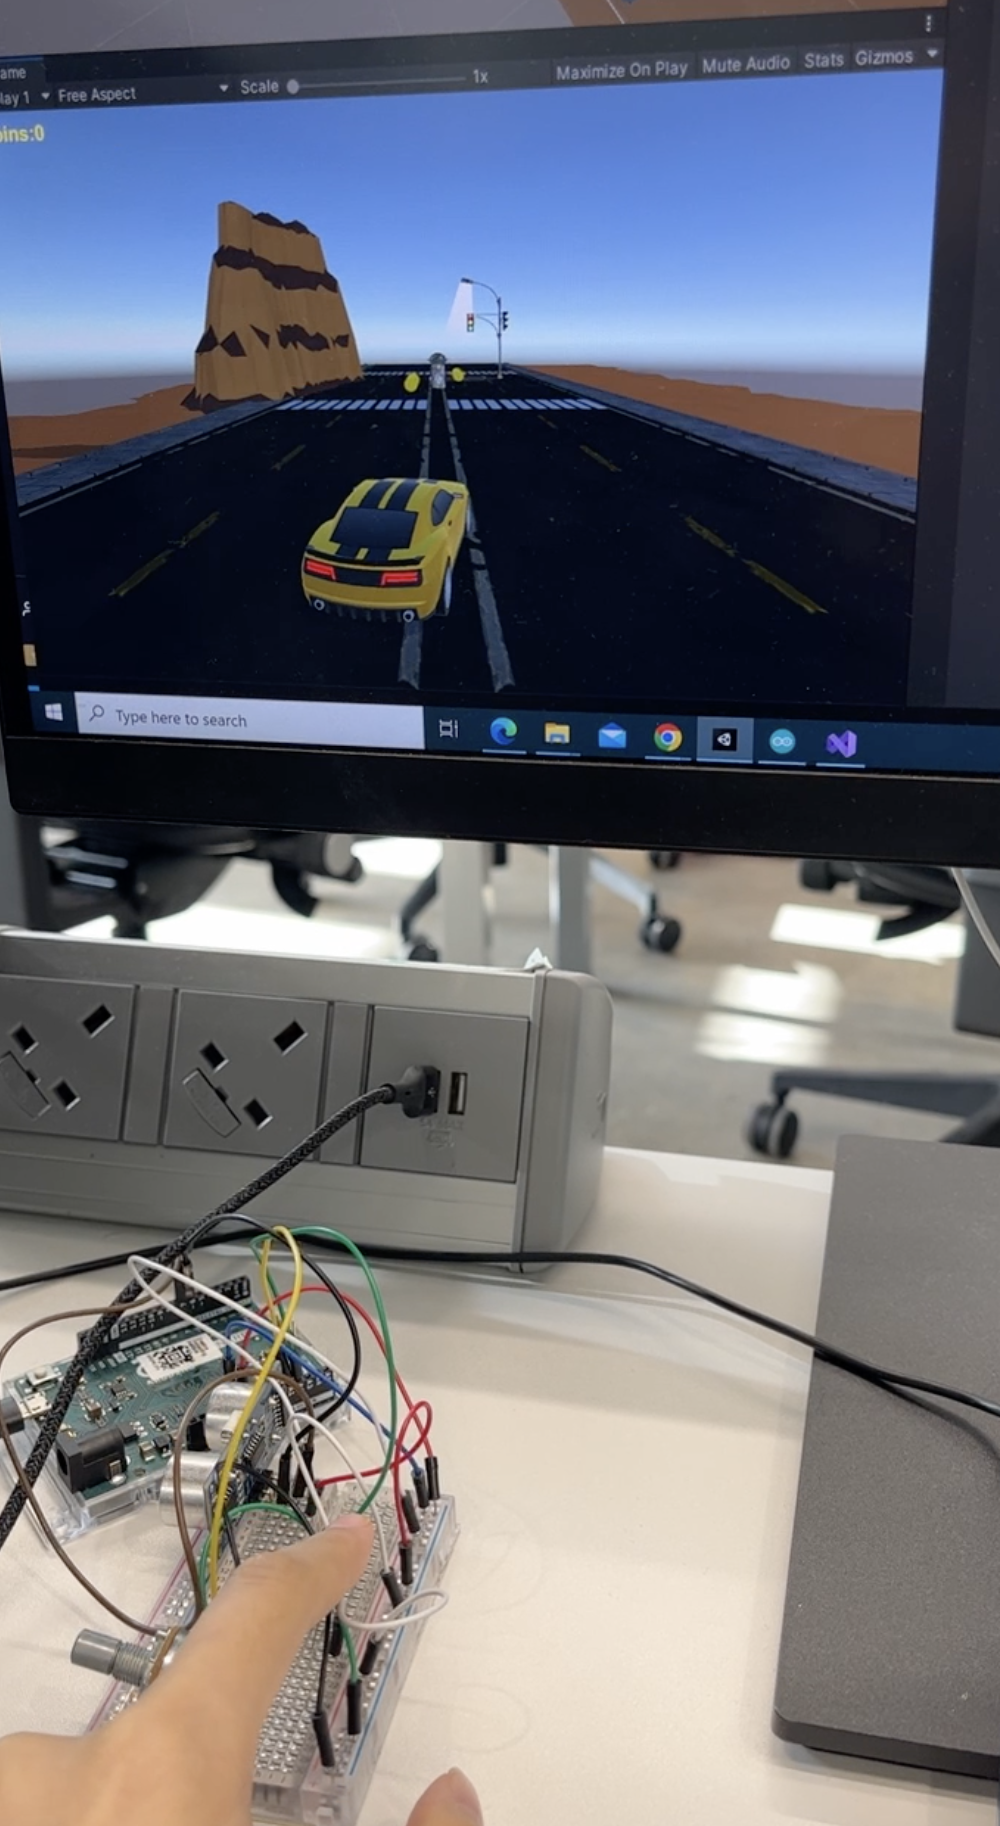 ame
lay 1 Free Aspect Scale 1x Maximize On Play Mute Audio Stats Gizmos
oins:0
Type here to search